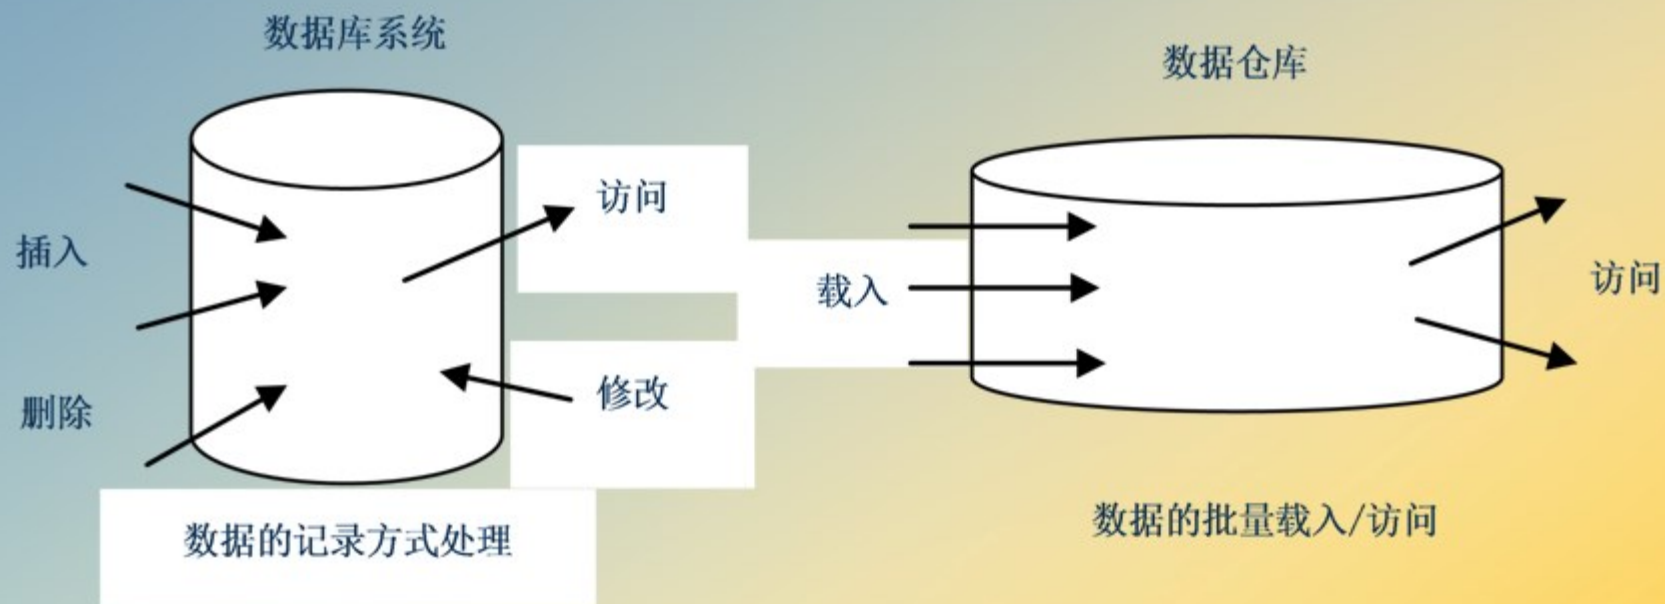 数据库系统
数据仓库
访问
插入
载入
访问
修改
删除
数据的记录方式处理
数据的批量载入/访问